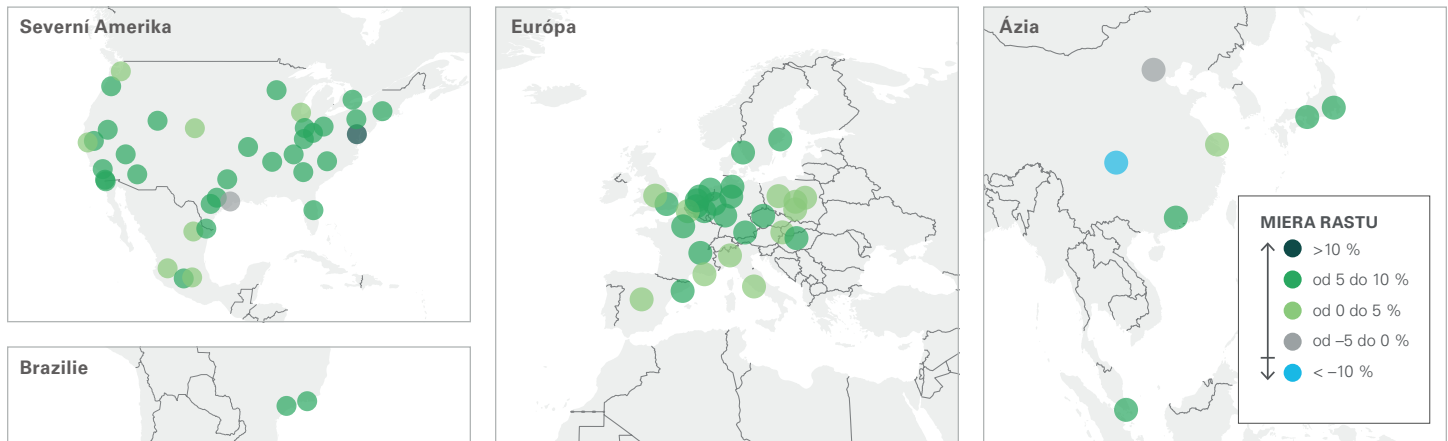 Severní Amerika
Európa
Ázia
Brazilie
MIERA RASTU
>10 %
od 5 do 10 %
od 0 do 5 %
od –5 do 0 %
< –10 %